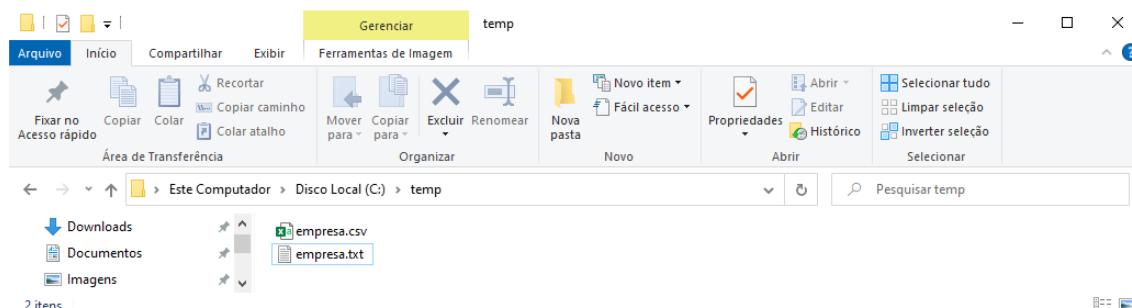 Gerenciar
temp
Arquivo
Início
Compartilhar
Exibir
Ferramentas de Imagem
Fixar no
Acesso rápido
Copiar
Colar
Recortar
Copiar caminho
Colar atalho
Área de Transferência
Mover
para
Copiar
para
Excluir
Renomear
Organizar
Nova
pasta
Novo item
Fácil acesso
Novo
Propriedades
Abrir
Editar
Histórico
Abrir
Selecionar tudo
Limpar seleção
Inverter seleção
Selecionar
Este Computador > Disco Local (C:) > temp
Pesquisar temp
Downloads
Documentos
Imagens
empresa.csv
empresa.txt
2 itens